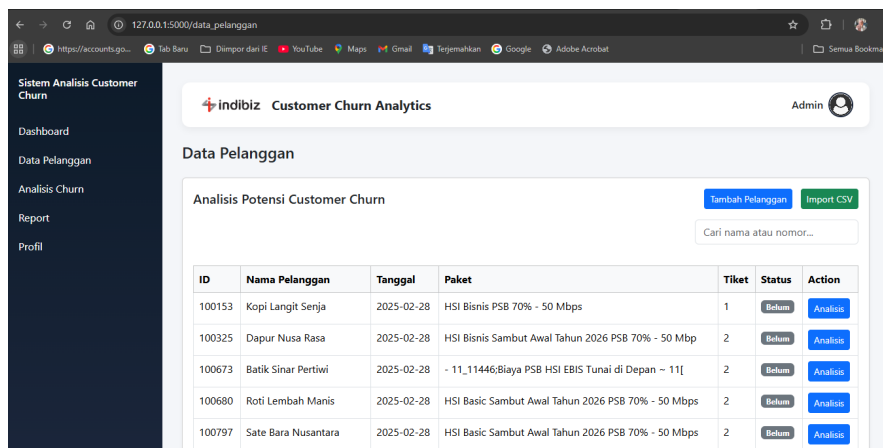 127.0.0.1:5000/data_pelanggan
https://accounts.go... Tab Baru Diimpor dari IE YouTube Maps Gmail Terjemahkan Google Adobe Acrobat Semua Bookma
Sistem Analisis Customer
Churn
Dashboard
Data Pelanggan
Analisis Churn
Report
Profil
indibiz Customer Churn Analytics Admin
Data Pelanggan
Analisis Potensi Customer Churn Tambah Pelanggan Import CSV
Cari nama atau nomor...
ID Nama Pelanggan Tanggal Paket Tiket Status Action
100153 Kopi Langit Senja 2025-02-28 HSI Bisnis PSB 70% - 50 Mbps 1 Belum Analisis
100325 Dapur Nusa Rasa 2025-02-28 HSI Bisnis Sambut Awal Tahun 2026 PSB 70% - 50 Mbp 2 Belum Analisis
100673 Batik Sinar Pertiwi 2025-02-28 - 11_11446;Biaya PSB HSI EBIS Tunai di Depan ~ 11[ 2 Belum Analisis
100680 Roti Lembah Manis 2025-02-28 HSI Basic Sambut Awal Tahun 2026 PSB 70% - 50 Mbps 2 Belum Analisis
100797 Sate Bara Nusantara 2025-02-28 HSI Basic Sambut Awal Tahun 2026 PSB 70% - 50 Mbps 2 Belum Analisis